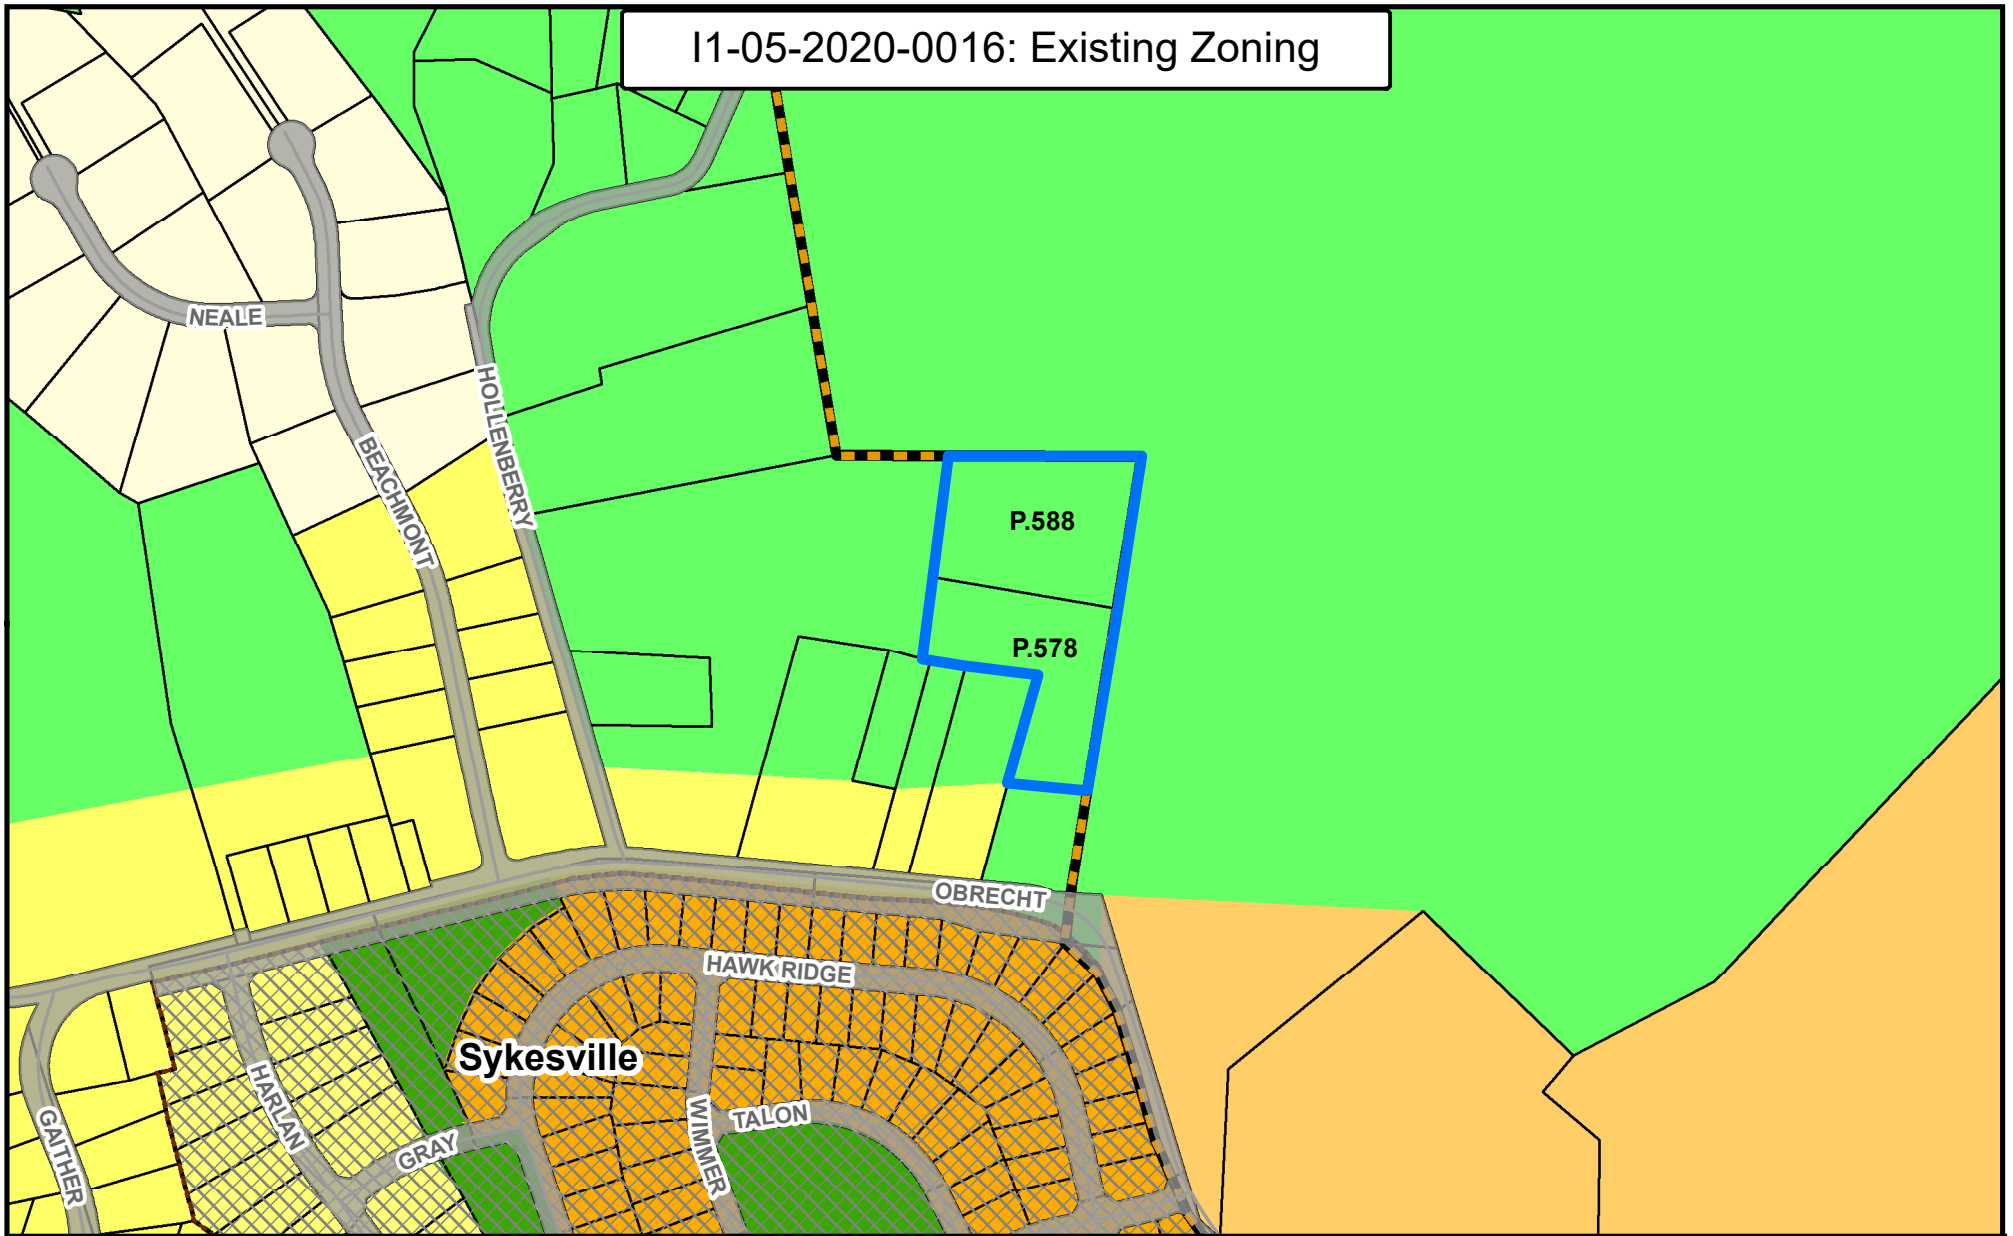 I1-05-2020-0016: Existing Zoning
NEALE
HOLLENBERRY
BEACHMONT
P.588
P.578
OBRECHT
HAWK RIDGE
Sykesville
HARLAN
GAITHER
GRAY
WIMMER
TALON